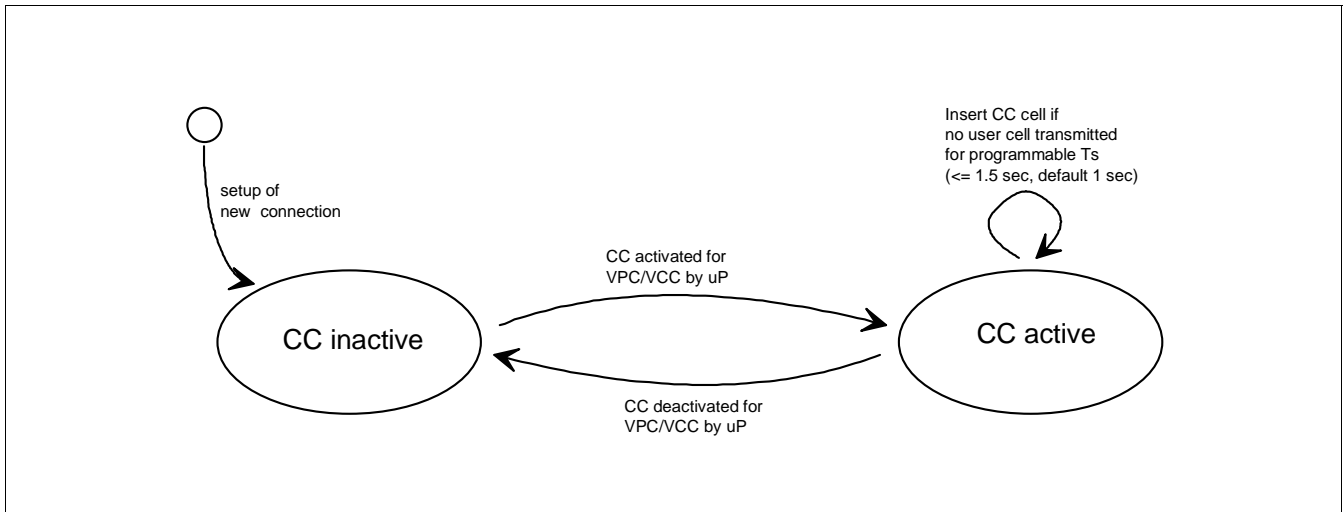 setup of
new connection
CC inactive
CC activated for
VPC/VCC by uP
CC deactivated for
VPC/VCC by uP
Insert CC cell if
no user cell transmitted
for programmable Ts
(<= 1.5 sec, default 1 sec)
CC active